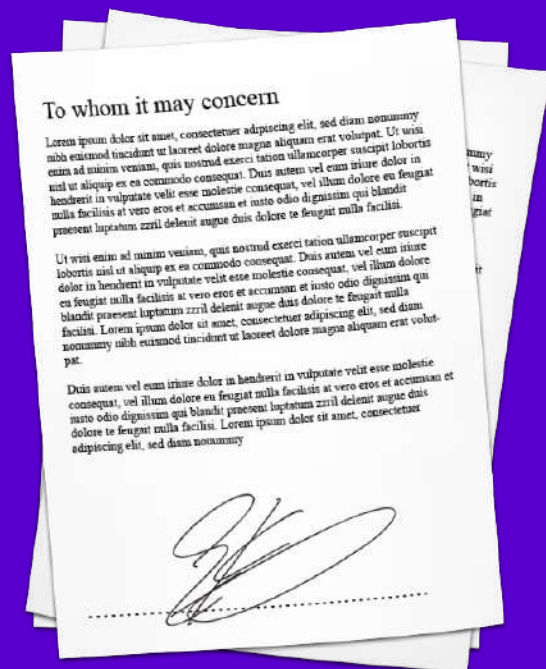 To whom it may concern
Lorem ipsum dolor sit amet, consectetuer adipiscing elit, sed diam nonummy
nibh euismod tincidunt ut laoreet dolore magna aliquam erat volutpat. Ut wisi
enim ad minim veniam, quis nostrud exerci tation ullamcorper suscipit lobortis
nisl ut aliquip ex ea commodo consequat. Duis autem vel eum iriure dolor in
hendrerit in vulputate velit esse molestie consequat, vel illum dolore eu feugiat
nulla facilisis at vero eros et accumsan et iusto odio dignissim qui blandit
praesent luptatum zzril delenit augue duis dolore te feugait nulla facilisi.
Ut wisi enim ad minim veniam, quis nostrud exerci tation ullamcorper suscipit
lobortis nisl ut aliquip ex ea commodo consequat. Duis autem vel eum iriure
dolor in hendrerit in vulputate velit esse molestie consequat, vel illum dolore
eu feugiat nulla facilisis at vero eros et accumsan et iusto odio dignissim qui
blandit praesent luptatum zzril delenit augue duis dolore te feugait nulla
facilisi. Lorem ipsum dolor sit amet, consectetuer adipiscing elit, sed diam
nonummy nibh euismod tincidunt ut laoreet dolore magna aliquam erat volut-
pat.
Duis autem vel eum iriure dolor in hendrerit in vulputate velit esse molestie
consequat, vel illum dolore eu feugiat nulla facilisis at vero eros et accumsan et
iusto odio dignissim qui blandit praesent luptatum zzril delenit augue duis
dolore te feugait nulla facilisi. Lorem ipsum dolor sit amet, consectetuer
adipiscing elit, sed diam nonummy